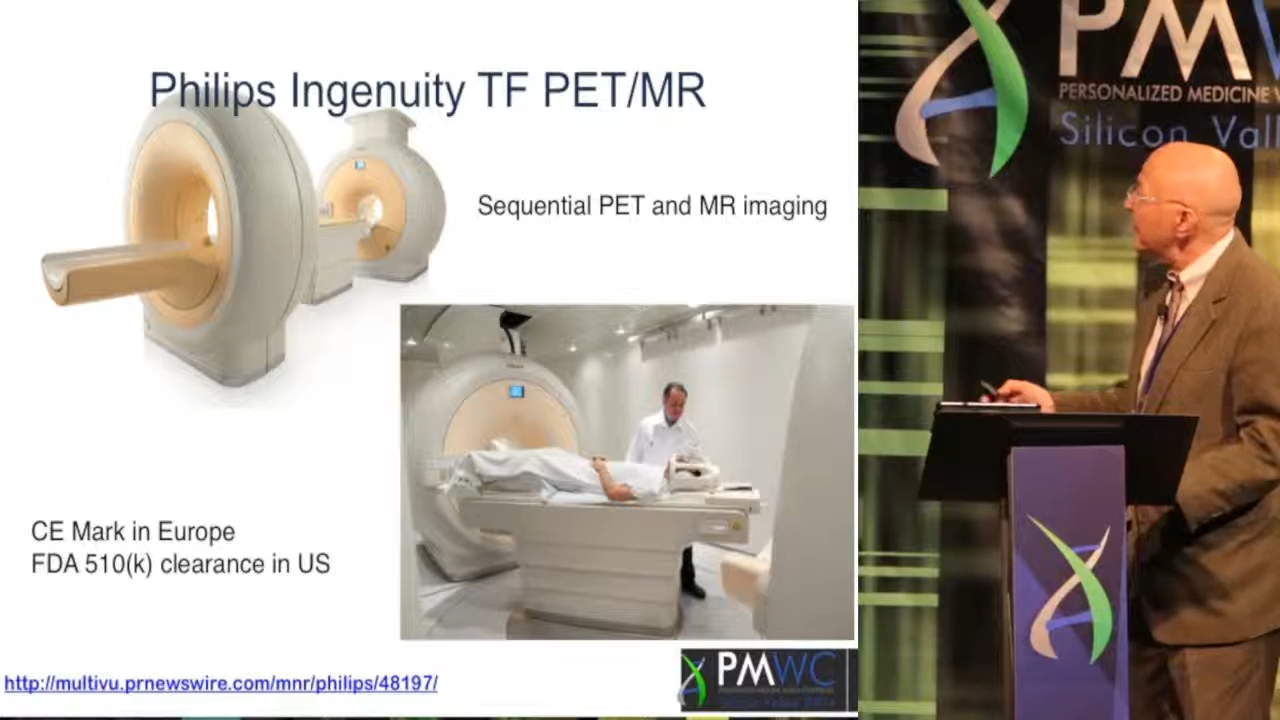 Philips Ingenuity TF PET/MR
Sequential PET and MR imaging
CE Mark in Europe
FDA 510(k) clearance in US
http://multivu.prnewswire.com/mnr/philips/48197/
PMWC
PMW
PERSONALIZED MEDICINE
Silicon Vall